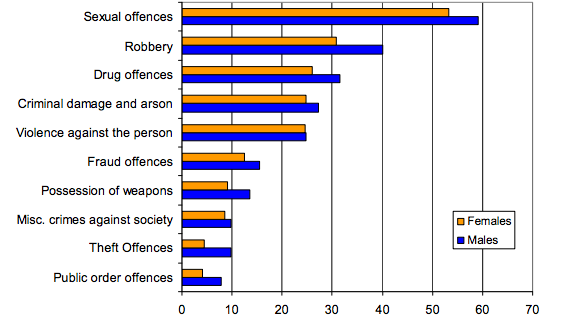 Sexual offences
Robbery
Drug offences
Criminal damage and arson
Violence against the person
Fraud offences
Possession of weapons
Misc. crimes against society
Theft Offences
Public order offences
Females
Males
0 10 20 30 40 50 60 70